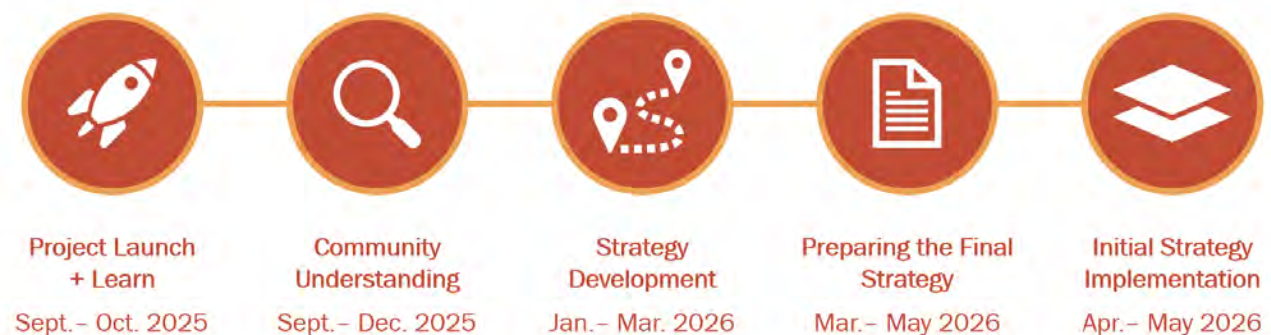 Project Launch
+ Learn
Sept.– Oct. 2025
Community
Understanding
Sept.– Dec. 2025
Strategy
Development
Jan.– Mar. 2026
Preparing the Final
Strategy
Mar.– May 2026
Initial Strategy
Implementation
Apr.– May 2026